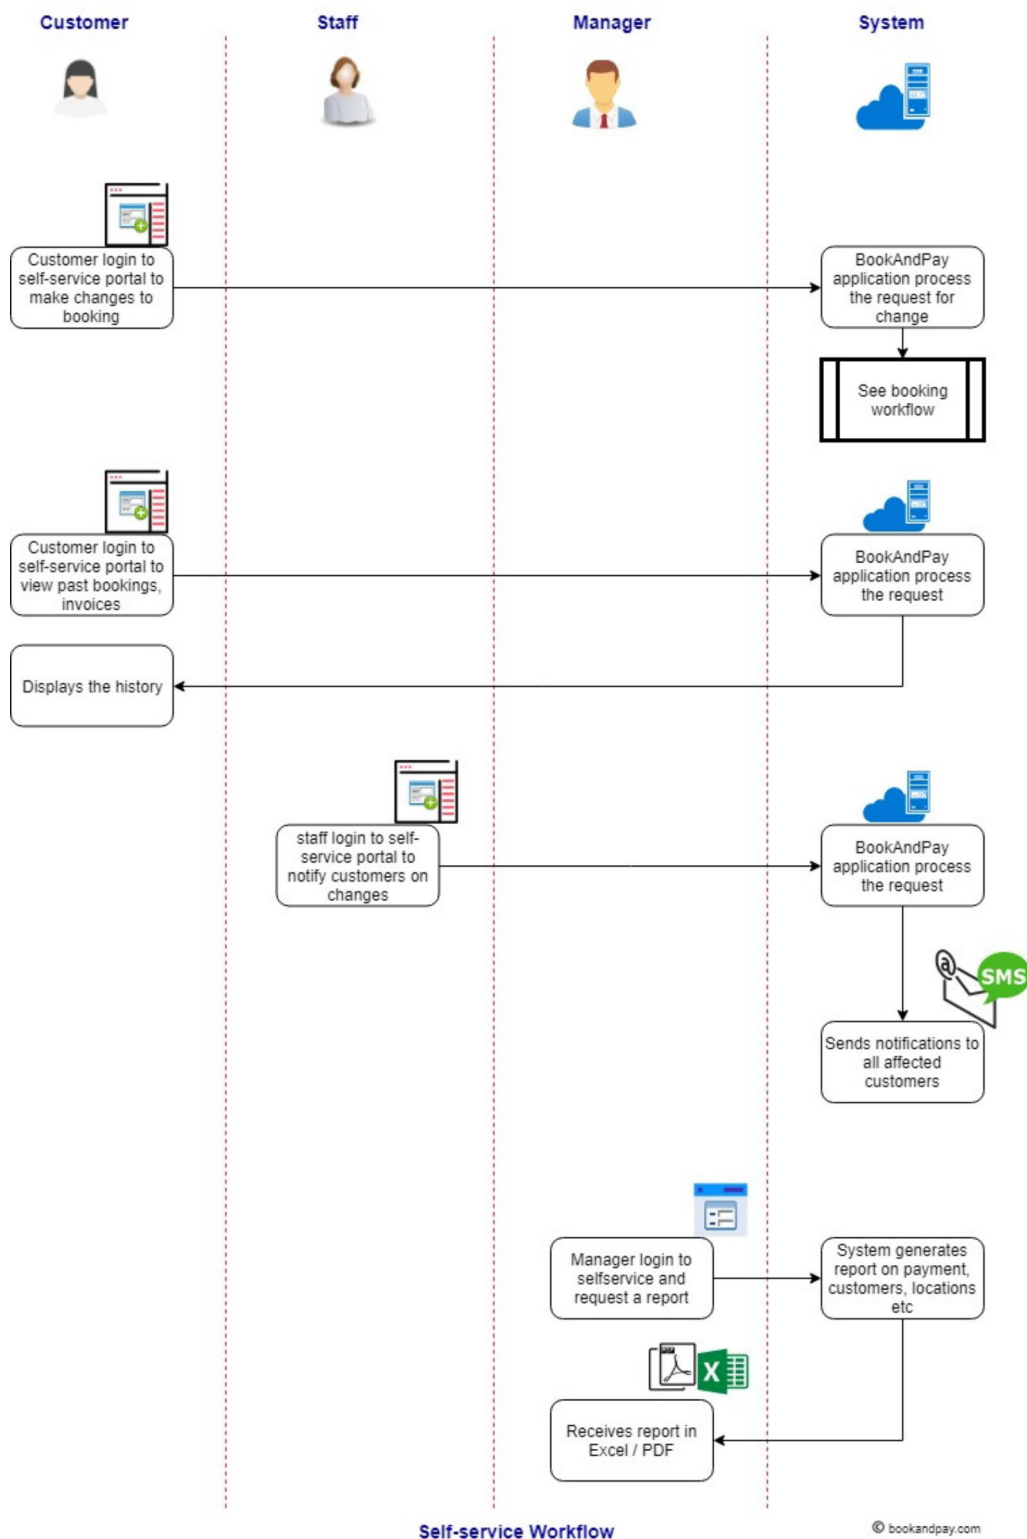 Customer
Staff
Manager
System
Customer login to
self-service portal to
make changes to
booking
BookAndPay
application process
the request for
change
See booking
workflow
Customer login to
self-service portal to
view past bookings,
invoices
BookAndPay
application process
the request
Displays the history
staff login to self-
service portal to
notify customers on
changes
BookAndPay
application process
the request
@
SMS
Sends notifications to
all affected
customers
Manager login to
selfservice and
request a report
System generates
report on payment,
customers, locations
etc
PDF
X
Receives report in
Excel / PDF
Self-service Workflow
© bookandpay.com